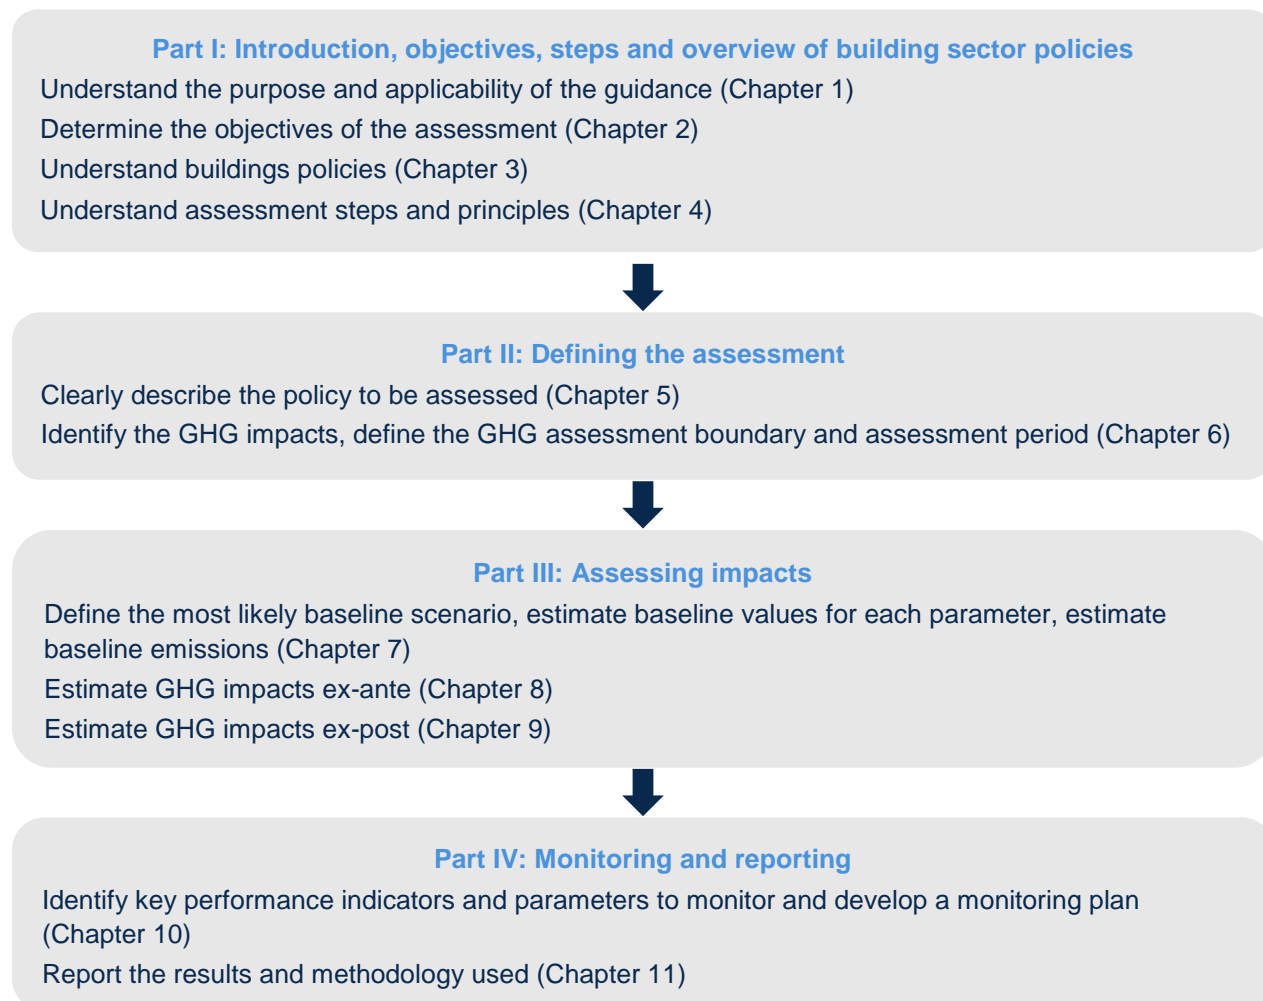 Part I: Introduction, objectives, steps and overview of building sector policies
Understand the purpose and applicability of the guidance (Chapter 1)
Determine the objectives of the assessment (Chapter 2)
Understand buildings policies (Chapter 3)
Understand assessment steps and principles (Chapter 4)
Part II: Defining the assessment
Clearly describe the policy to be assessed (Chapter 5)
Identify the GHG impacts, define the GHG assessment boundary and assessment period (Chapter 6)
Part III: Assessing impacts
Define the most likely baseline scenario, estimate baseline values for each parameter, estimate
baseline emissions (Chapter 7)
Estimate GHG impacts ex-ante (Chapter 8)
Estimate GHG impacts ex-post (Chapter 9)
Part IV: Monitoring and reporting
Identify key performance indicators and parameters to monitor and develop a monitoring plan
(Chapter 10)
Report the results and methodology used (Chapter 11)